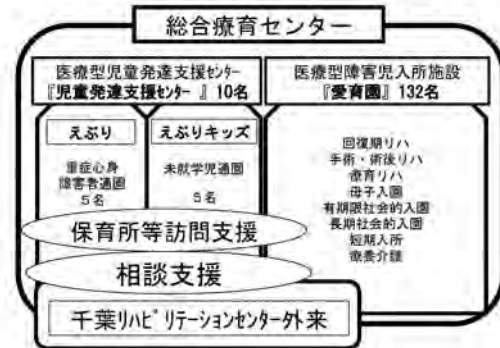 総合療育センター
医療型児童発達支援ｾﾝﾀｰ
『児童発達支援ｾﾝﾀｰ 』10名
医療型障害児入所施設
『愛育園』132名
えぶり
重症心身
障害者通園
5名
えぶりキッズ
未就学児通園
5名
回復期リハ
手術・術後リハ
療育リハ
母子入園
有期限社会的入園
長期社会的入園
短期入所
療養介護
保育所等訪問支援
相談支援
千葉リハビリテーションセンター外来